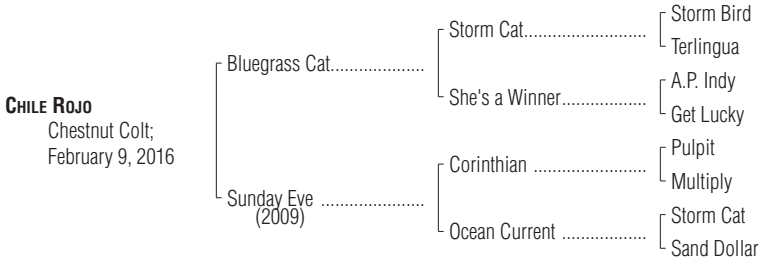 Storm Bird
Storm Cat..............................
Terlingua
Bluegrass Cat.......................
A.P. Indy
She's a Winner.....................
Get Lucky
CHILE ROJO
Chestnut Colt;
February 9, 2016
Pulpit
Corinthian ............................
Multiply
Sunday Eve .........................
(2009)
Storm Cat
Ocean Current .....................
Sand Dollar